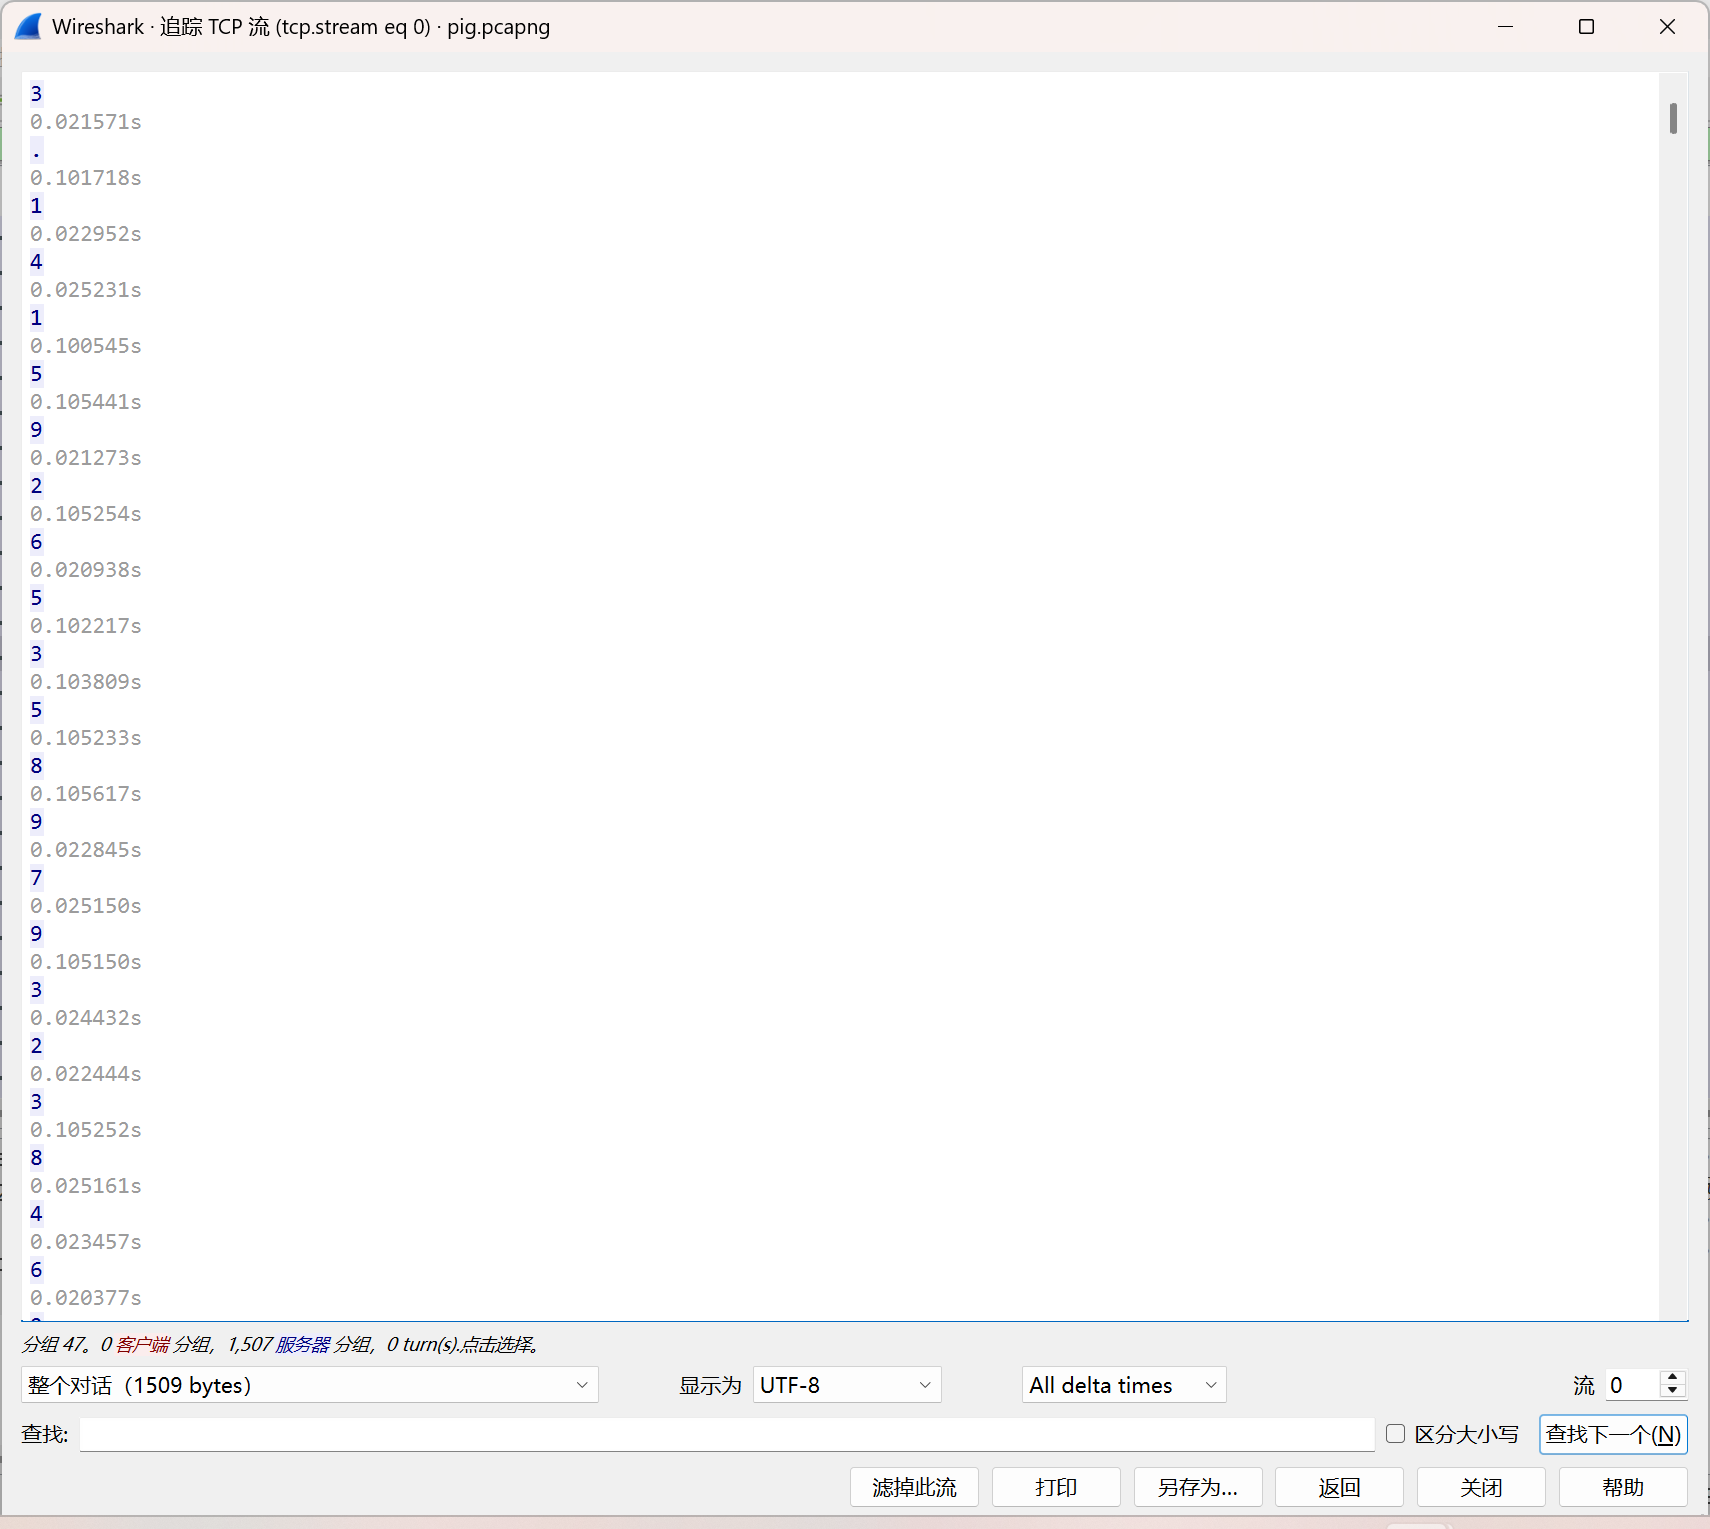 Wireshark · 追踪 TCP 流 (tcp.stream eq 0) · pig.pcapng
3
0.021571s
.
0.101718s
1
0.022952s
4
0.025231s
1
0.100545s
5
0.105441s
9
0.021273s
2
0.105254s
6
0.020938s
5
0.102217s
3
0.103809s
5
0.105233s
8
0.105617s
9
0.022845s
7
0.025150s
9
0.105150s
3
0.024432s
2
0.022444s
3
0.105252s
8
0.025161s
4
0.023457s
6
0.020377s
分组 47。0 客户端 分组，1,507 服务器 分组，0 turn(s).点击选择。
整个对话（1509 bytes） 显示为 UTF-8 All delta times 流 0
查找: 区分大小写 查找下一个(N)
滤掉此流 打印 另存为... 返回 关闭 帮助